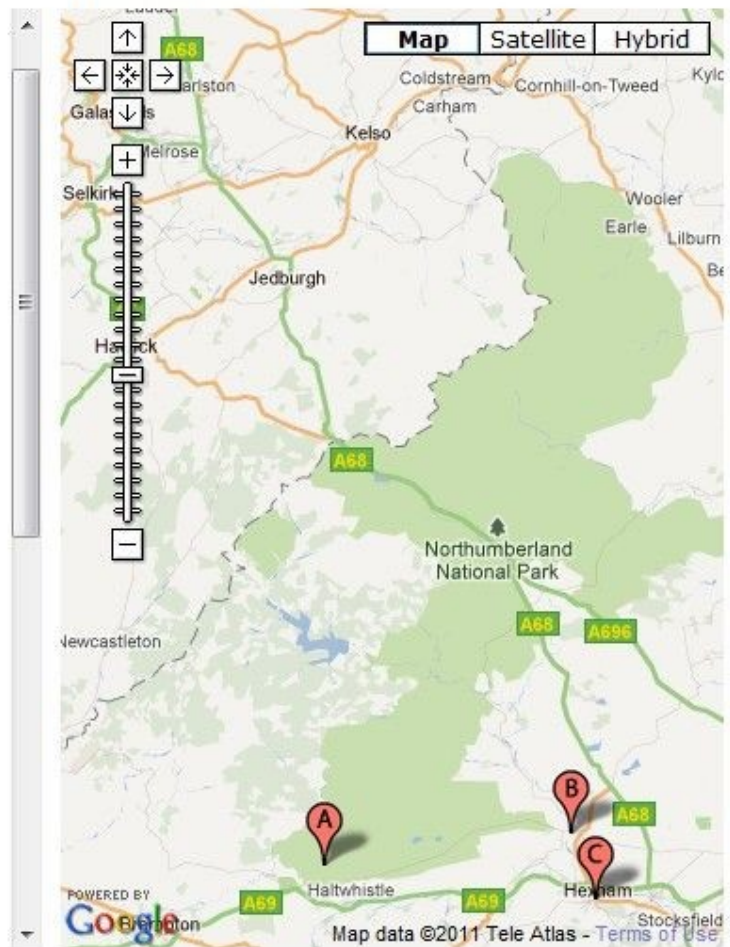 Lauder
A68
Map Satellite Hybrid
Coldstream
Cornhill-on-Tweed
Carham
Kelso
Melrose
Selkirk
Wooler
Earle
Lilburn
Jedburgh
A68
Northumberland
National Park
A68
A696
Newcastleton
B
A
A68
C
Haltwhistle
Hexham
POWERED BY
Google
A69
A69
Stocksfield
Map data ©2011 Tele Atlas - Terms of Use